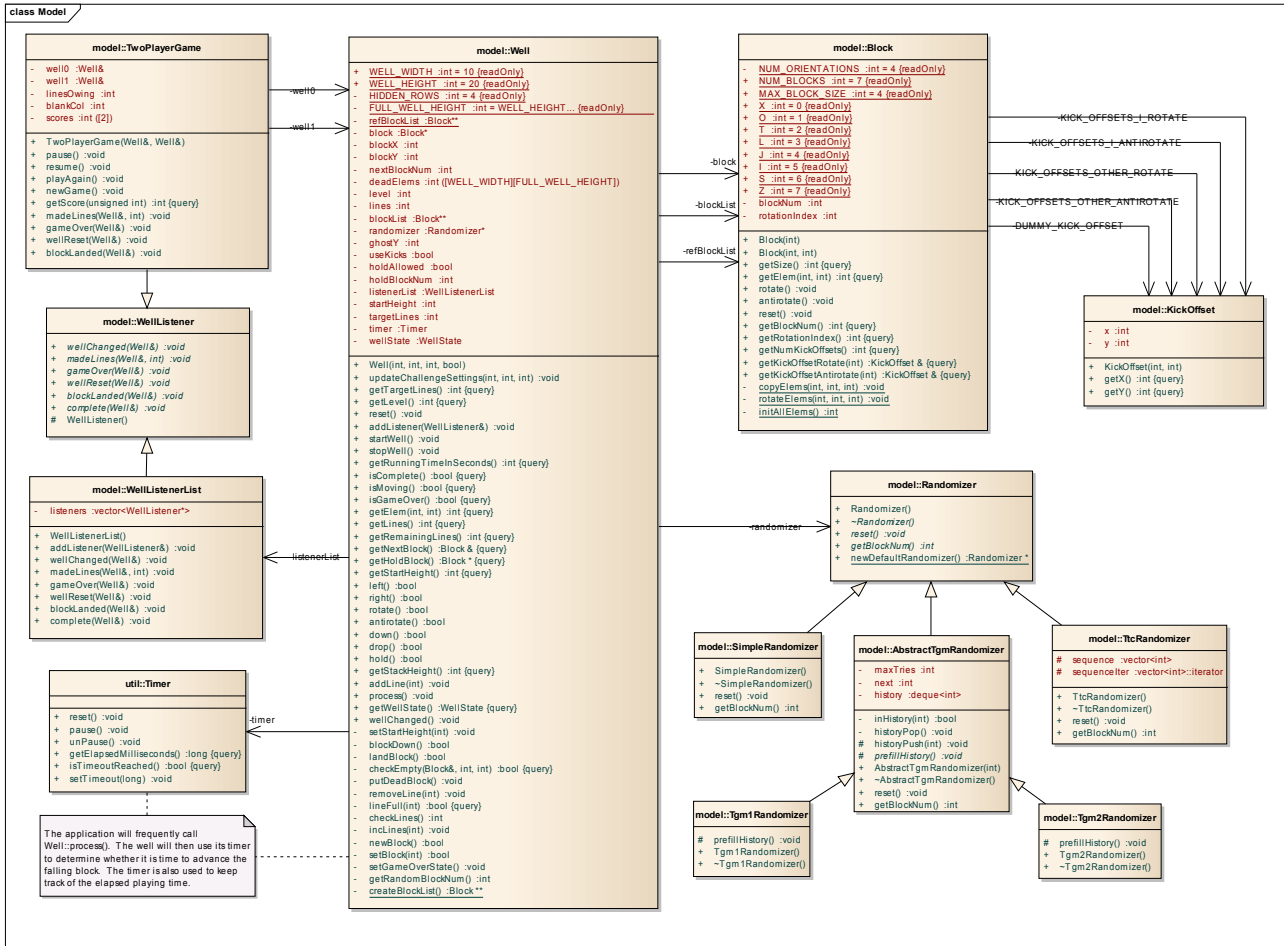 class Model
model::TwoPlayerGame
- well0 :Well&
- well1 :Well&
- linesOwing :int
- blankCol :int
- scores :int ([2])
+ TwoPlayerGame(Well&, Well&)
+ pause() :void
+ resume() :void
+ playAgain() :void
+ newGame() :void
+ getScore(unsigned int) :int {query}
+ madeLines(Well&, int) :void
+ gameOver(Well&) :void
+ wellReset(Well&) :void
+ blockLanded(Well&) :void
model::WellListener
+ wellChanged(Well&) :void
+ madeLines(Well&, int) :void
+ gameOver(Well&) :void
+ wellReset(Well&) :void
+ blockLanded(Well&) :void
+ complete(Well&) :void
# WellListener()
model::WellListenerList
- listeners :vector<WellListener*>
+ WellListenerList()
+ addListener(WellListener&) :void
+ wellChanged(Well&) :void
+ madeLines(Well&, int) :void
+ gameOver(Well&) :void
+ wellReset(Well&) :void
+ blockLanded(Well&) :void
+ complete(Well&) :void
util::Timer
+ reset() :void
+ pause() :void
+ unPause() :void
+ getElapsedMilliseconds() :long {query}
+ isTimeoutReached() :bool {query}
+ setTimeout(long) :void
The application will frequently call
Well::process(). The well will then use its timer
to determine whether it is time to advance the
falling block. The timer is also used to keep
track of the elapsed playing time.
-well0
-well1
-listenerList
-timer
model::Well
+ WELL_WIDTH :int = 10 {readOnly}
+ WELL_HEIGHT :int = 20 {readOnly}
- HIDDEN_ROWS :int = 4 {readOnly}
- FULL_WELL_HEIGHT :int = WELL_HEIGHT... {readOnly}
- refBlockList :Block**
- block :Block*
- blockX :int
- blockY :int
- nextBlockNum :int
- deadElems :int ([WELL_WIDTH][FULL_WELL_HEIGHT])
- level :int
- lines :int
- blockList :Block**
- randomizer :Randomizer*
- ghostY :int
- useKicks :bool
- holdAllowed :bool
- holdBlockNum :int
- listenerList :WellListenerList
- startHeight :int
- targetLines :int
- timer :Timer
- wellState :WellState
+ Well(int, int, int, bool)
+ updateChallengeSettings(int, int, int) :void
+ getTargetLines() :int {query}
+ getLevel() :int {query}
+ reset() :void
+ addListener(WellListener&) :void
+ startWell() :void
+ stopWell() :void
+ getRunningTimeInSeconds() :int {query}
+ isComplete() :bool {query}
+ isMoving() :bool {query}
+ isGameOver() :bool {query}
+ getElem(int, int) :int {query}
+ getLines() :int {query}
+ getRemainingLines() :int {query}
+ getNextBlock() :Block & {query}
+ getHoldBlock() :Block * {query}
+ getStartHeight() :int {query}
+ left() :bool
+ right() :bool
+ rotate() :bool
+ antirotate() :bool
+ down() :bool
+ drop() :bool
+ hold() :bool
+ getStackHeight() :int {query}
+ addLine(int) :void
+ process() :void
+ getWellState() :WellState {query}
+ wellChanged() :void
- setStartHeight(int) :void
- blockDown() :bool
- landBlock() :bool
- checkEmpty(Block&, int, int) :bool {query}
- putDeadBlock() :void
- removeLine(int) :void
- lineFull(int) :bool {query}
- checkLines() :int
- incLines(int) :void
- newBlock() :bool
- setBlock(int) :bool
- setGameOverState() :void
- getRandomBlockNum() :int
- createBlockList() :Block **
-block
-blockList
-refBlockList
-randomizer
model::Block
- NUM_ORIENTATIONS :int = 4 {readOnly}
+ NUM_BLOCKS :int = 7 {readOnly}
+ MAX_BLOCK_SIZE :int = 4 {readOnly}
+ X :int = 0 {readOnly}
+ O :int = 1 {readOnly}
+ T :int = 2 {readOnly}
+ L :int = 3 {readOnly}
+ J :int = 4 {readOnly}
+ I :int = 5 {readOnly}
+ S :int = 6 {readOnly}
+ Z :int = 7 {readOnly}
- blockNum :int
- rotationIndex :int
+ Block(int)
+ Block(int, int)
+ getSize() :int {query}
+ getElem(int, int) :int {query}
+ rotate() :void
+ antirotate() :void
+ reset() :void
+ getBlockNum() :int {query}
+ getRotationIndex() :int {query}
+ getNumKickOffsets() :int {query}
+ getKickOffsetRotate(int) :KickOffset & {query}
+ getKickOffsetAntirotate(int) :KickOffset & {query}
- copyElems(int, int, int) :void
- rotateElems(int, int, int) :void
- initAllElems() :int
-KICK_OFFSETS_I_ROTATE
-KICK_OFFSETS_I_ANTIROTATE
-KICK_OFFSETS_OTHER_ROTATE
-KICK_OFFSETS_OTHER_ANTIROTATE
-DUMMY_KICK_OFFSET
model::KickOffset
- x :int
- y :int
+ KickOffset(int, int)
+ getX() :int {query}
+ getY() :int {query}
model::Randomizer
+ Randomizer()
+ ~Randomizer()
+ reset() :void
+ getBlockNum() :int
+ newDefaultRandomizer() :Randomizer *
model::SimpleRandomizer
+ SimpleRandomizer()
+ ~SimpleRandomizer()
+ reset() :void
+ getBlockNum() :int
model::AbstractTgmRandomizer
- maxTries :int
- next :int
- history :deque<int>
- inHistory(int) :bool
- historyPop() :void
# historyPush(int) :void
# prefillHistory() :void
+ AbstractTgmRandomizer(int)
+ ~AbstractTgmRandomizer()
+ reset() :void
+ getBlockNum() :int
model::TtcRandomizer
# sequence :vector<int>
# sequenceIter :vector<int>::iterator
+ TtcRandomizer()
+ ~TtcRandomizer()
+ reset() :void
+ getBlockNum() :int
model::Tgm1Randomizer
# prefillHistory() :void
+ Tgm1Randomizer()
+ ~Tgm1Randomizer()
model::Tgm2Randomizer
# prefillHistory() :void
+ Tgm2Randomizer()
+ ~Tgm2Randomizer()